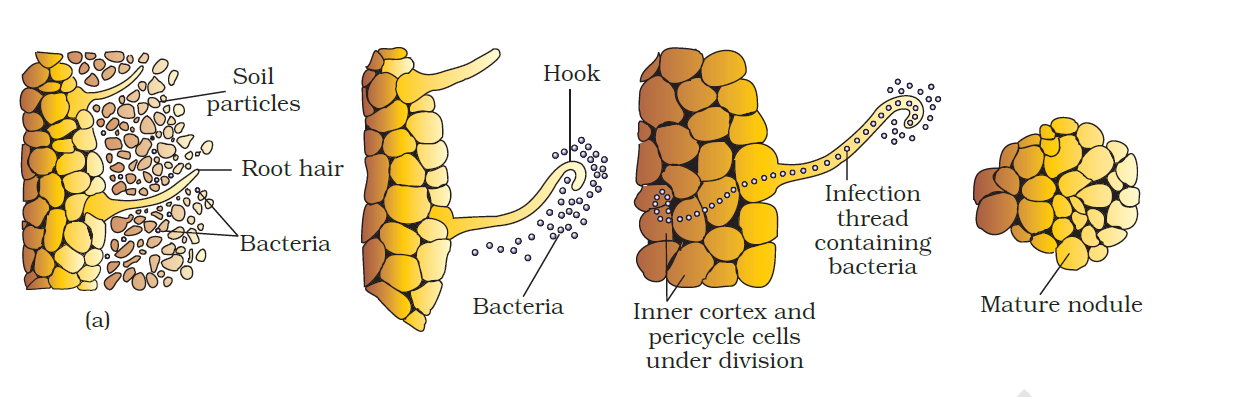 Soil
particles
Root hair
Bacteria
(a)
Hook
Bacteria
Infection
thread
containing
bacteria
Inner cortex and
pericycle cells
under division
Mature nodule